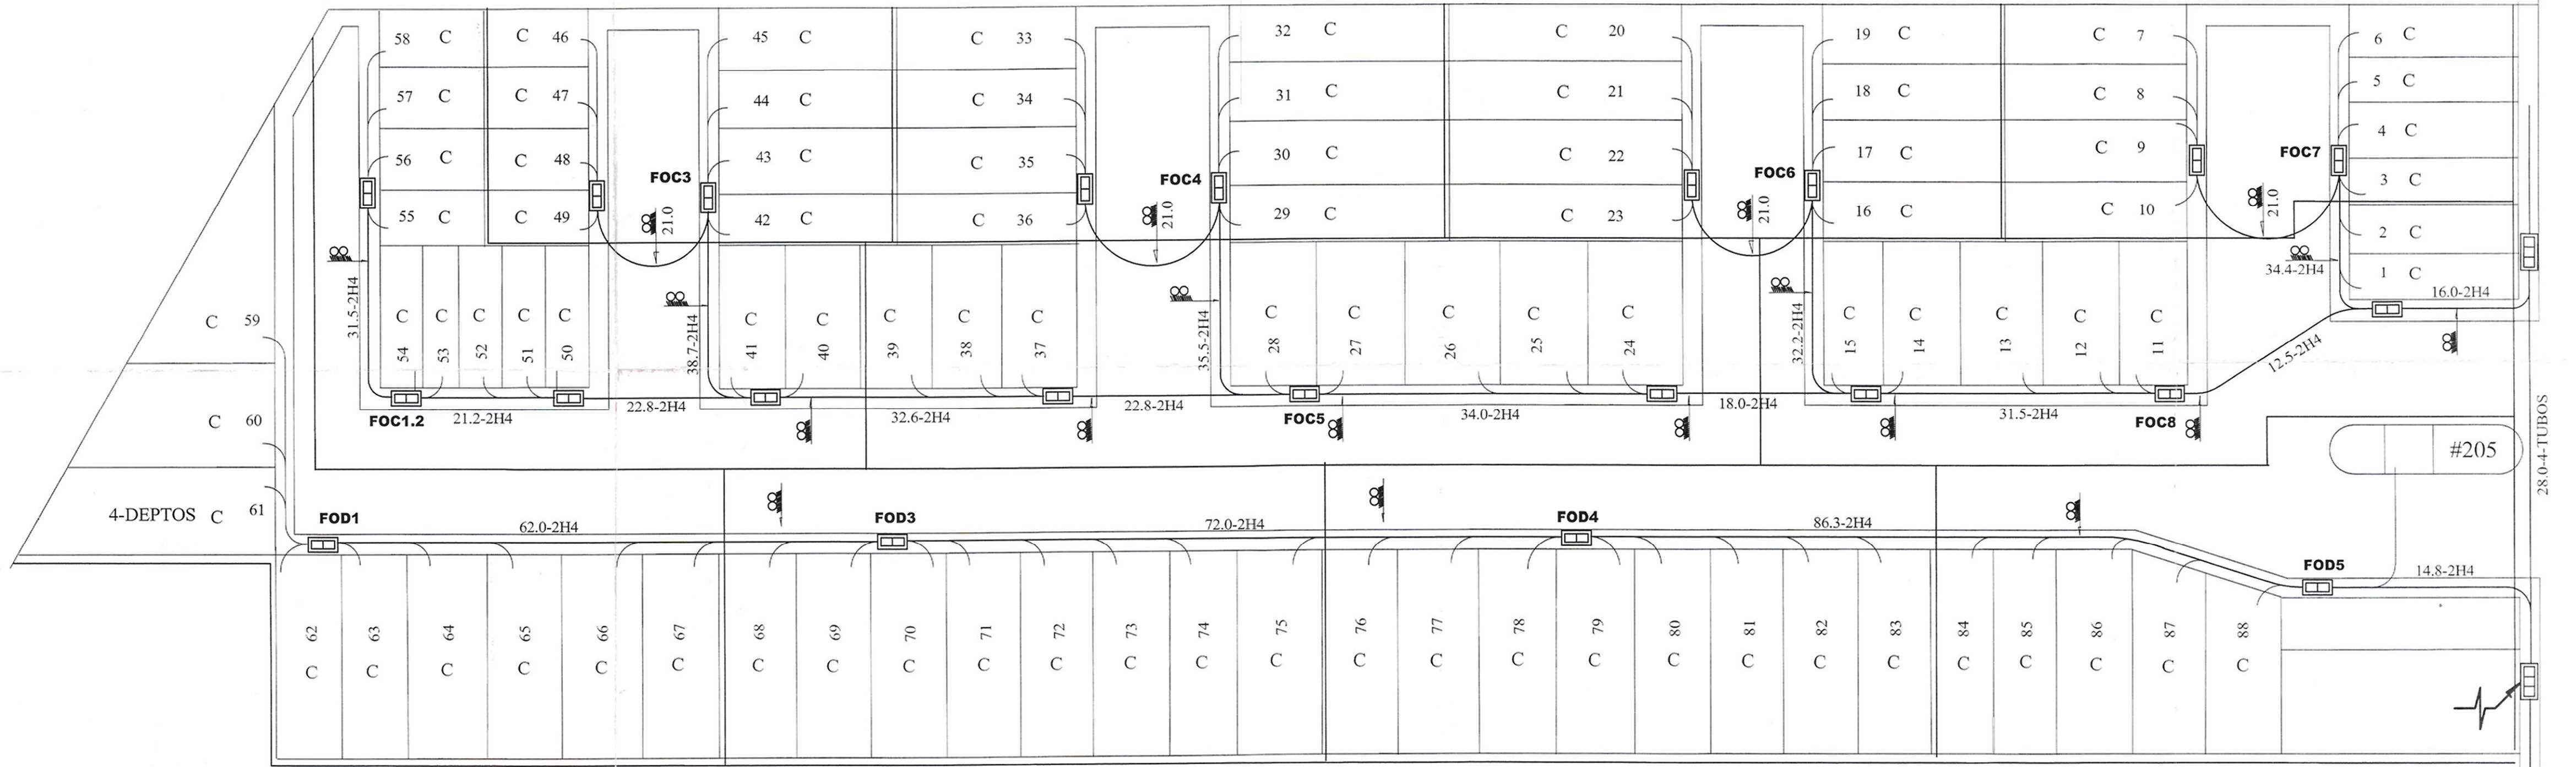 58 C C 46 45 C C 33 32 C C 20 19 C C 7 6 C
57 C C 47 44 C C 34 31 C C 21 18 C C 8 5 C
56 C C 48 43 C C 35 30 C C 22 17 C C 9 4 C
FOC3 FOC4 FOC6 FOC7
3 C
55 C C 49 42 C C 36 29 C C 23 16 C C 10 2 C
21.0 21.0 21.0 21.0
34.4-2H4 1 C
16.0-2H4
31.5-2H4 38.7-2H4 35.5-2H4 32.2-2H4
C 59
C C C C C C C C C C C C C C C C C C C C
54 53 52 51 50 41 40 39 38 37 28 27 26 25 24 15 14 13 12 11
12.5-2H4
22.8-2H4 22.8-2H4 18.0-2H4
FOC1.2 21.2-2H4 32.6-2H4 FOC5 34.0-2H4 31.5-2H4 FOC8
C 60
28.0-4-TUBOS
#205
4-DEPTOS C 61
FOD1 62.0-2H4 FOD3 72.0-2H4 FOD4 86.3-2H4
FOD5 14.8-2H4
62 63 64 65 66 67 68 69 70 71 72 73 74 75 76 77 78 79 80 81 82 83 84 85 86 87 88
C C C C C C C C C C C C C C C C C C C C C C C C C C C